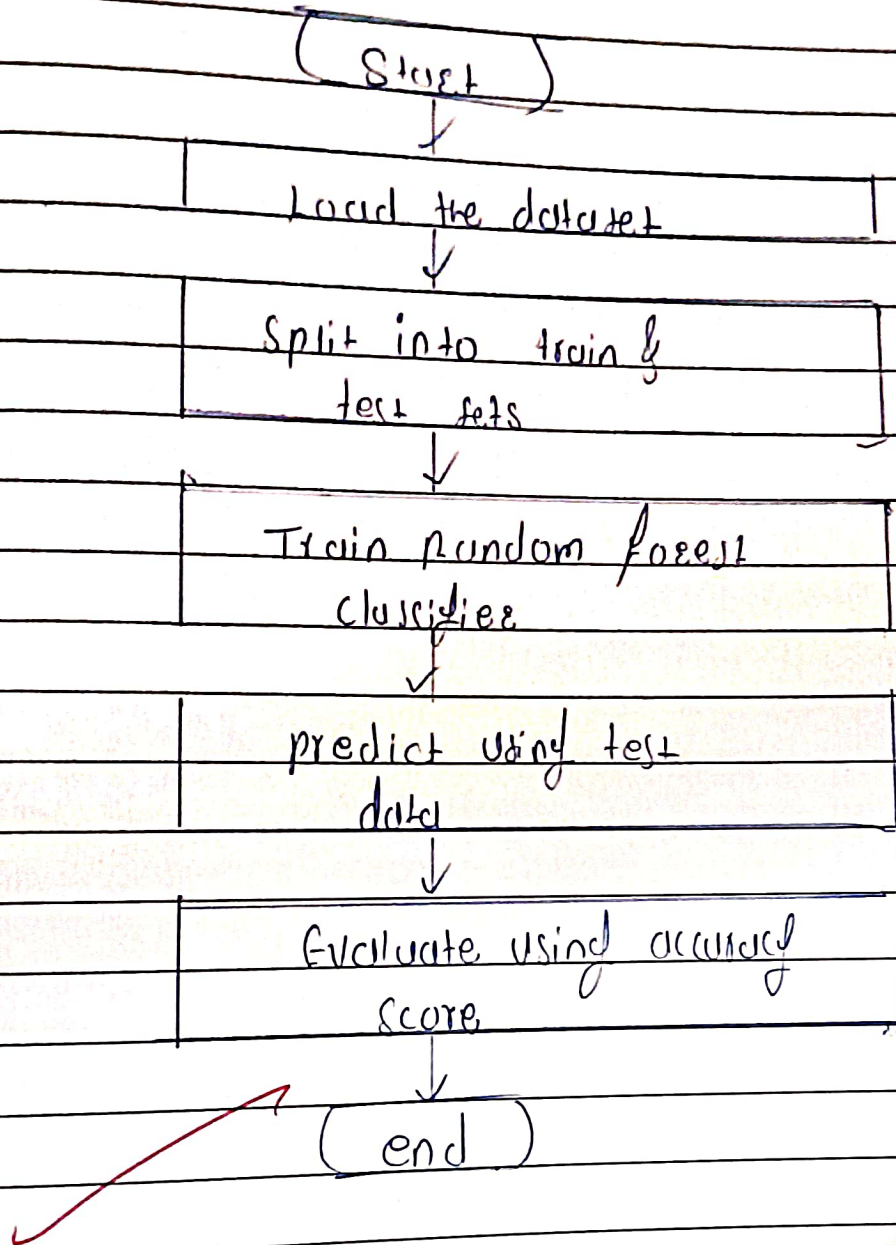 Start
Load the dataset
Split into train &
test sets
Train Random forest
classifier
predict using test
data
Evaluate using accuracy
score
end